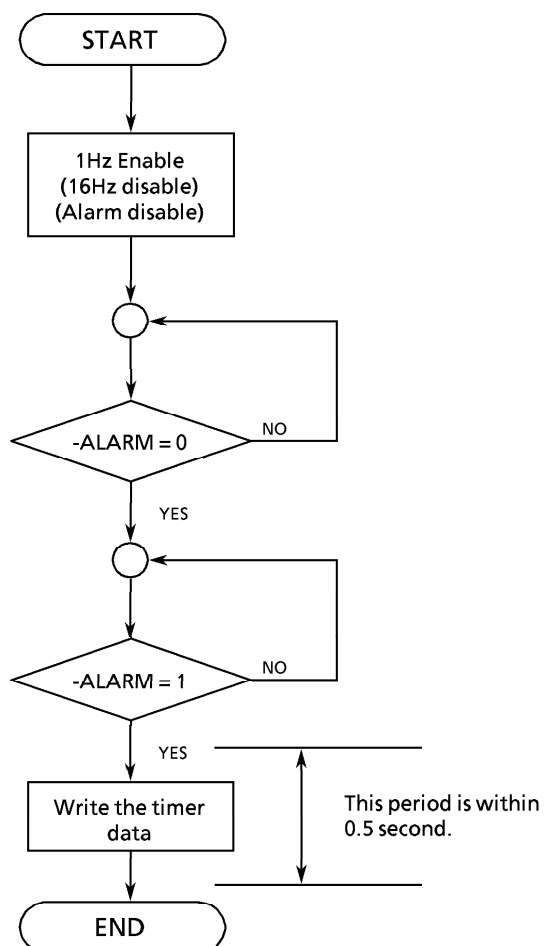 START
1Hz Enable
(16Hz disable)
(Alarm disable)
-ALARM = 0
NO
YES
-ALARM = 1
NO
YES
Write the timer
data
This period is within
0.5 second.
END